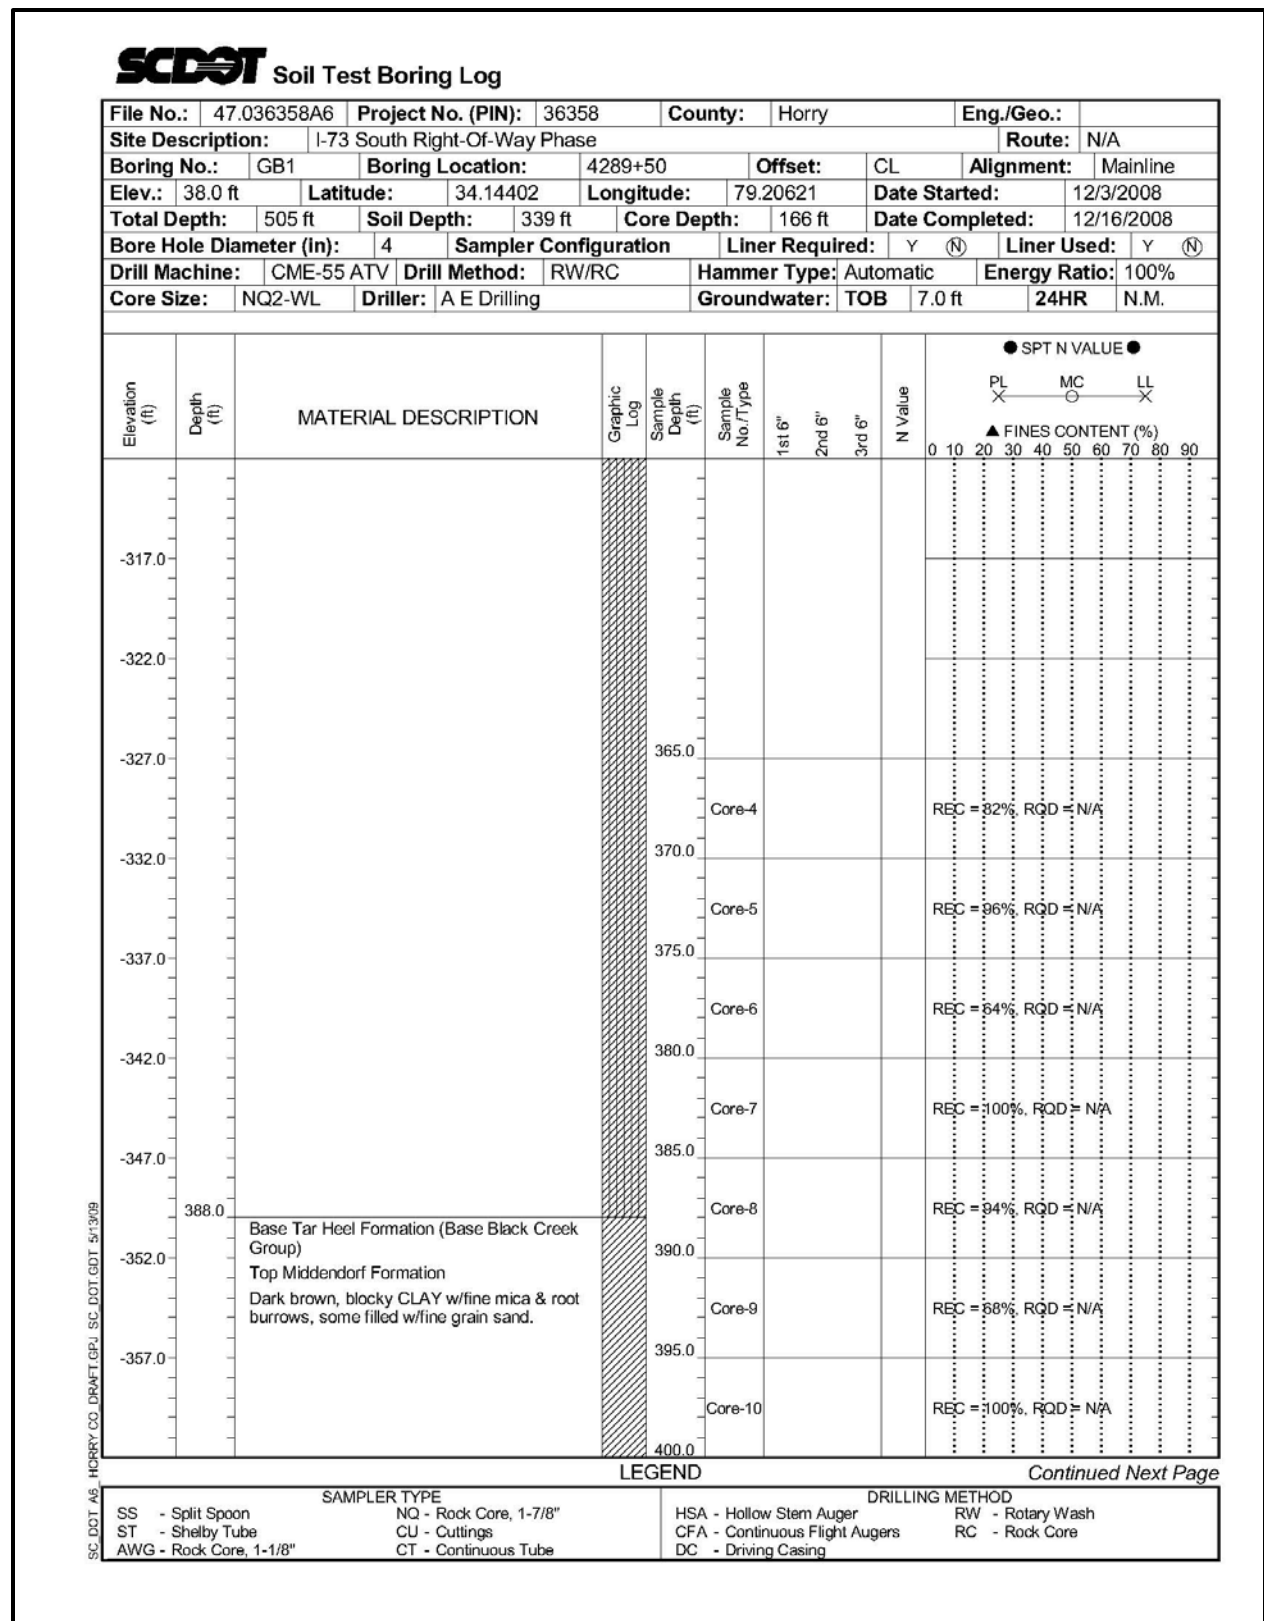 SCDOT Soil Test Boring Log
File No.: 47.036358A6 Project No. (PIN): 36358 County: Horry Eng./Geo.:
Site Description: I-73 South Right-Of-Way Phase Route: N/A
Boring No.: GB1 Boring Location: 4289+50 Offset: CL Alignment: Mainline
Elev.: 38.0 ft Latitude: 34.14402 Longitude: 79.20621 Date Started: 12/3/2008
Total Depth: 505 ft Soil Depth: 339 ft Core Depth: 166 ft Date Completed: 12/16/2008
Bore Hole Diameter (in): 4 Sampler Configuration Liner Required: Y N Liner Used: Y N
Drill Machine: CME-55 ATV Drill Method: RW/RC Hammer Type: Automatic Energy Ratio: 100%
Core Size: NQ2-WL Driller: A E Drilling Groundwater: TOB 7.0 ft 24HR N.M.
Elevation (ft)
Depth (ft)
MATERIAL DESCRIPTION
Graphic Log
Sample Depth (ft)
Sample No./Type
1st 6"
2nd 6"
3rd 6"
N Value
● SPT N VALUE ●
PL MC LL
▲ FINES CONTENT (%)
0 10 20 30 40 50 60 70 80 90
-317.0
-322.0
-327.0 365.0
Core-4 REC = 82%, RQD = N/A
-332.0 370.0
Core-5 REC = 96%, RQD = N/A
-337.0 375.0
Core-6 REC = 64%, RQD = N/A
-342.0 380.0
Core-7 REC = 100%, RQD = N/A
-347.0 385.0
388.0 Core-8 REC = 94%, RQD = N/A
Base Tar Heel Formation (Base Black Creek
Group)
-352.0 390.0
Top Middendorf Formation
Dark brown, blocky CLAY w/fine mica & root
burrows, some filled w/fine grain sand.
Core-9 REC = 68%, RQD = N/A
-357.0 395.0
Core-10 REC = 100%, RQD = N/A
400.0
LEGEND Continued Next Page
SAMPLER TYPE DRILLING METHOD
SS - Split Spoon NQ - Rock Core, 1-7/8" HSA - Hollow Stem Auger RW - Rotary Wash
ST - Shelby Tube CU - Cuttings CFA - Continuous Flight Augers RC - Rock Core
AWG - Rock Core, 1-1/8" CT - Continuous Tube DC - Driving Casing
SC_DOT A6_HORRY CO_DRAFT.GPJ SC_DOT.GDT 5/13/09